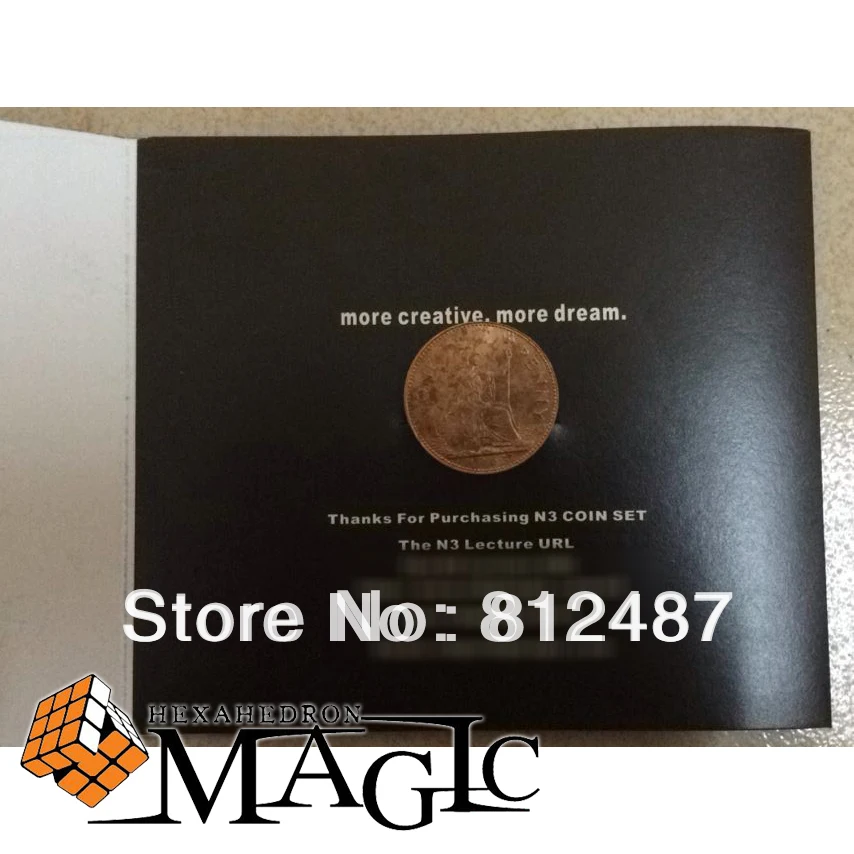 more creative. more dream.
Thanks For Purchasing N3 COIN SET
The N3 Lecture URL
Store No: 812487
HEXAHEDRON
MAGIC